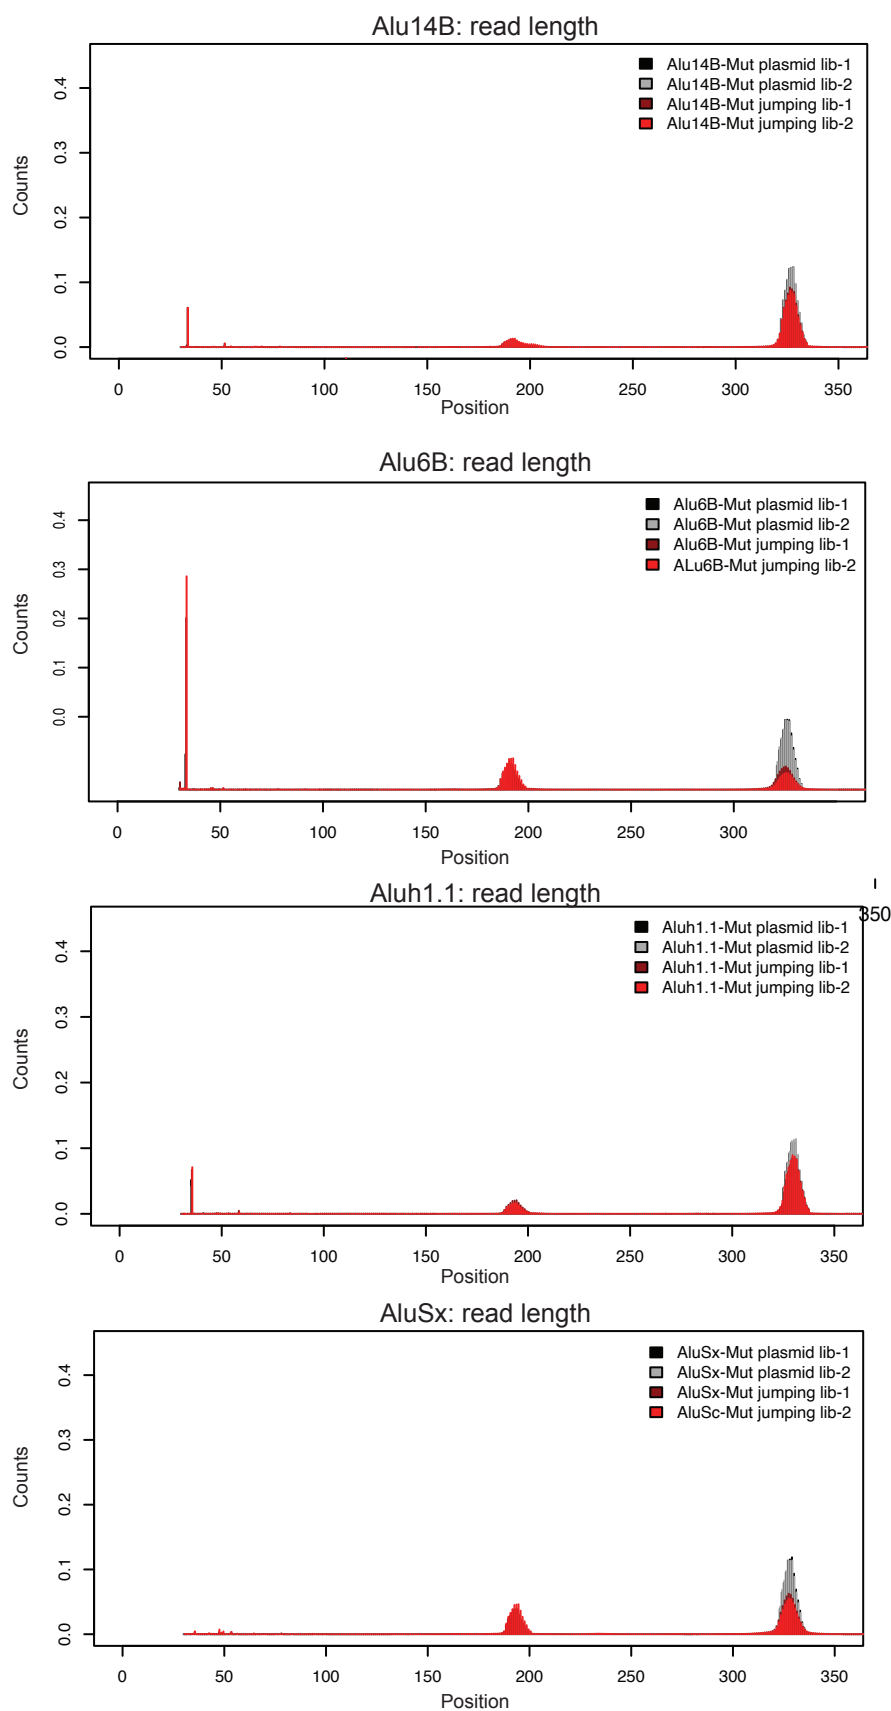 Alu14B: read length
Alu14B-Mut plasmid lib-1
Alu14B-Mut plasmid lib-2
Alu14B-Mut jumping lib-1
Alu14B-Mut jumping lib-2
Counts
0.4
0.3
0.2
0.1
0.0
0 50 100 150 200 250 300 350
Position
Alu6B: read length
Alu6B-Mut plasmid lib-1
Alu6B-Mut plasmid lib-2
Alu6B-Mut jumping lib-1
ALu6B-Mut jumping lib-2
Counts
0.4
0.3
0.2
0.1
0.0
0 50 100 150 200 250 300
Position
350
Aluh1.1: read length
Aluh1.1-Mut plasmid lib-1
Aluh1.1-Mut plasmid lib-2
Aluh1.1-Mut jumping lib-1
Aluh1.1-Mut jumping lib-2
Counts
0.4
0.3
0.2
0.1
0.0
0 50 100 150 200 250 300 350
Position
AluSx: read length
AluSx-Mut plasmid lib-1
AluSx-Mut plasmid lib-2
AluSx-Mut jumping lib-1
AluSc-Mut jumping lib-2
Counts
0.4
0.3
0.2
0.1
0.0
0 50 100 150 200 250 300 350
Position